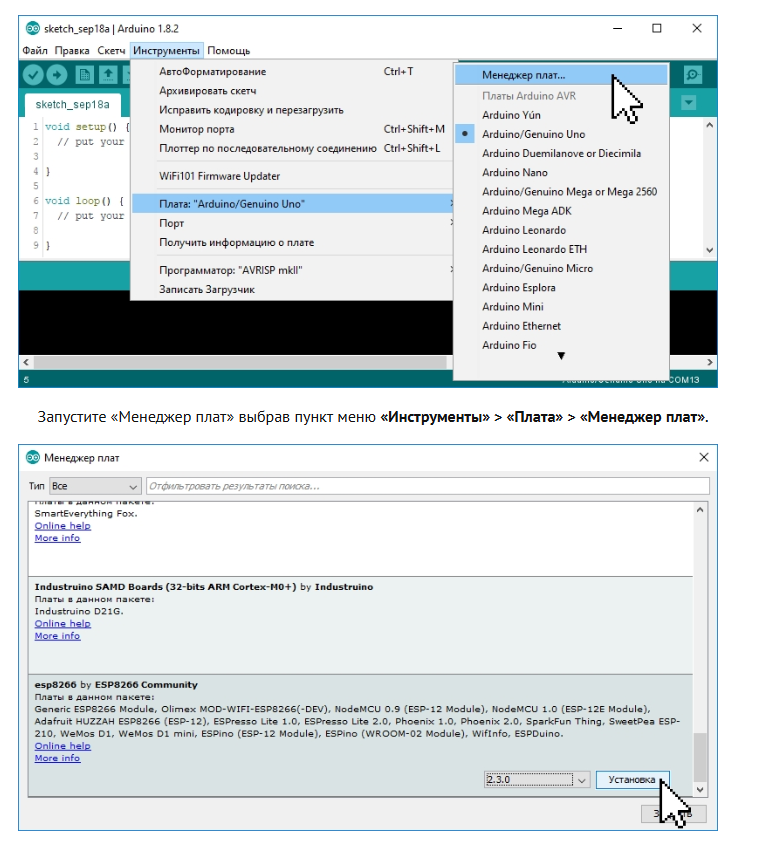 sketch_sep18a | Arduino 1.8.2
Файл Правка Скетч Инструменты Помощь
АвтоФорматирование Ctrl+T
Архивировать скетч
Исправить кодировку и перезагрузить
Монитор порта Ctrl+Shift+M
Плоттер по последовательному соединению Ctrl+Shift+L
WiFi101 Firmware Updater
Плата: "Arduino/Genuino Uno"
Порт
Получить информацию о плате
Программатор: "AVRISP mkII"
Записать Загрузчик
Менеджер плат...
Платы Arduino AVR
Arduino Yún
Arduino/Genuino Uno
Arduino Duemilanove or Diecimila
Arduino Nano
Arduino/Genuino Mega or Mega 2560
Arduino Mega ADK
Arduino Leonardo
Arduino Leonardo ETH
Arduino/Genuino Micro
Arduino Esplora
Arduino Mini
Arduino Ethernet
Arduino Fio
sketch_sep18a
1 void setup() {
2 // put your
3
4 }
5
6 void loop() {
7 // put your
8
9 }
5
COM13
Запустите «Менеджер плат» выбрав пункт меню «Инструменты» > «Плата» > «Менеджер плат».
Менеджер плат
Тип Все Отфильтровать результаты поиска...
Платы в данном пакете:
SmartEverything Fox.
Online help
More info
Industruino SAMD Boards (32-bits ARM Cortex-M0+) by Industruino
Платы в данном пакете:
Industruino D21G.
Online help
More info
esp8266 by ESP8266 Community
Платы в данном пакете:
Generic ESP8266 Module, Olimex MOD-WIFI-ESP8266(-DEV), NodeMCU 0.9 (ESP-12 Module), NodeMCU 1.0 (ESP-12E Module),
Adafruit HUZZAH ESP8266 (ESP-12), ESPresso Lite 1.0, ESPresso Lite 2.0, Phoenix 1.0, Phoenix 2.0, SparkFun Thing, SweetPea ESP-
210, WeMos D1, WeMos D1 mini, ESPino (ESP-12 Module), ESPino (WROOM-02 Module), WifInfo, ESPDuino.
Online help
More info
2.3.0 Установка